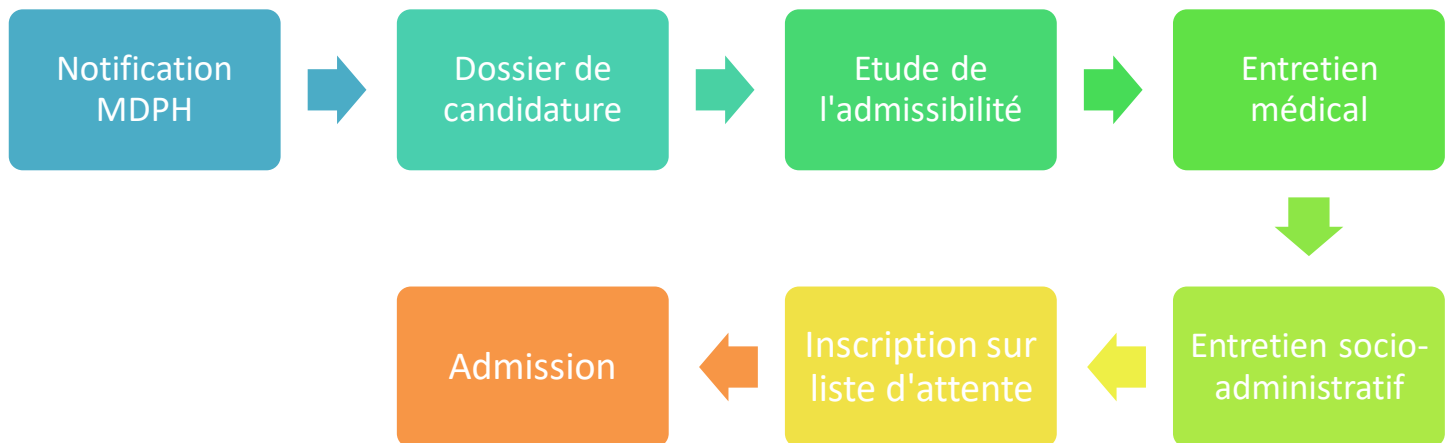 Notification
MDPH
Dossier de
candidature
Etude de
l'admissibilité
Entretien
médical
Entretien socio-
administratif
Inscription sur
liste d'attente
Admission